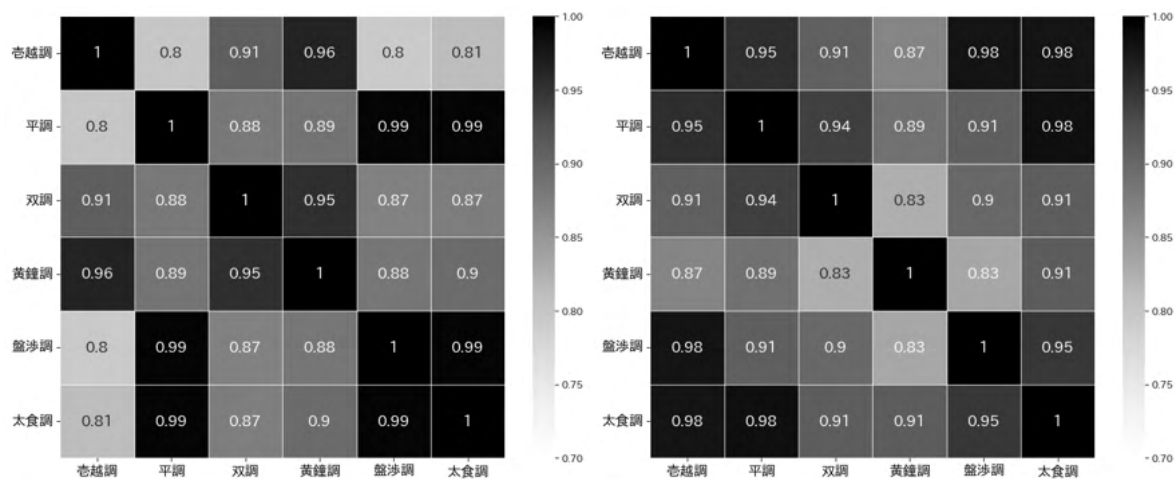 壱越調 1 0.8 0.91 0.96 0.8 0.81
平調 0.8 1 0.88 0.89 0.99 0.99
双調 0.91 0.88 1 0.95 0.87 0.87
黄鐘調 0.96 0.89 0.95 1 0.88 0.9
盤渉調 0.8 0.99 0.87 0.88 1 0.99
太食調 0.81 0.99 0.87 0.9 0.99 1
壱越調 平調 双調 黄鐘調 盤渉調 太食調
1.00
0.95
0.90
0.85
0.80
0.75
0.70
壱越調 1 0.95 0.91 0.87 0.98 0.98
平調 0.95 1 0.94 0.89 0.91 0.98
双調 0.91 0.94 1 0.83 0.9 0.91
黄鐘調 0.87 0.89 0.83 1 0.83 0.91
盤渉調 0.98 0.91 0.9 0.83 1 0.95
太食調 0.98 0.98 0.91 0.91 0.95 1
壱越調 平調 双調 黄鐘調 盤渉調 太食調
1.00
0.95
0.90
0.85
0.80
0.75
0.70